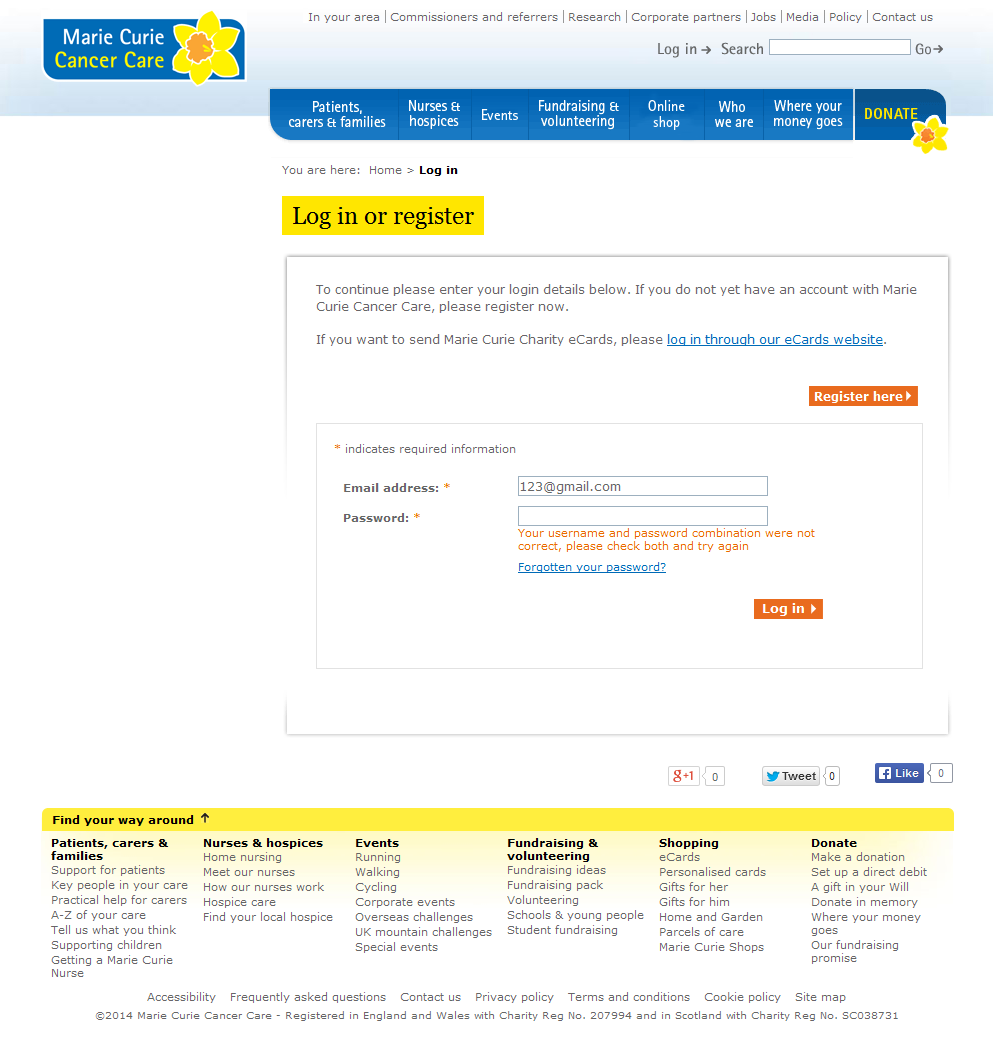 Marie Curie
Cancer Care
In your area | Commissioners and referrers | Research | Corporate partners | Jobs | Media | Policy | Contact us
Log in Search Go
Patients,
carers & families
Nurses &
hospices
Events
Fundraising &
volunteering
Online
shop
Who
we are
Where your
money goes
DONATE
You are here: Home > Log in
Log in or register
To continue please enter your login details below. If you do not yet have an account with Marie
Curie Cancer Care, please register now.
If you want to send Marie Curie Charity eCards, please log in through our eCards website.
Register here
* indicates required information
Email address: * 123@gmail.com
Password: *
Your username and password combination were not
correct, please check both and try again
Forgotten your password?
Log in
g+1 0 Tweet 0 Like 0
Find your way around
Patients, carers &
families
Support for patients
Key people in your care
Practical help for carers
A-Z of your care
Tell us what you think
Supporting children
Getting a Marie Curie
Nurse
Nurses & hospices
Home nursing
Meet our nurses
How our nurses work
Hospice care
Find your local hospice
Events
Running
Walking
Cycling
Corporate events
Overseas challenges
UK mountain challenges
Special events
Fundraising &
volunteering
Fundraising ideas
Fundraising pack
Volunteering
Schools & young people
Student fundraising
Shopping
eCards
Personalised cards
Gifts for her
Gifts for him
Home and Garden
Parcels of care
Marie Curie Shops
Donate
Make a donation
Set up a direct debit
A gift in your Will
Donate in memory
Where your money
goes
Our fundraising
promise
Accessibility Frequently asked questions Contact us Privacy policy Terms and conditions Cookie policy Site map
©2014 Marie Curie Cancer Care - Registered in England and Wales with Charity Reg No. 207994 and in Scotland with Charity Reg No. SC038731